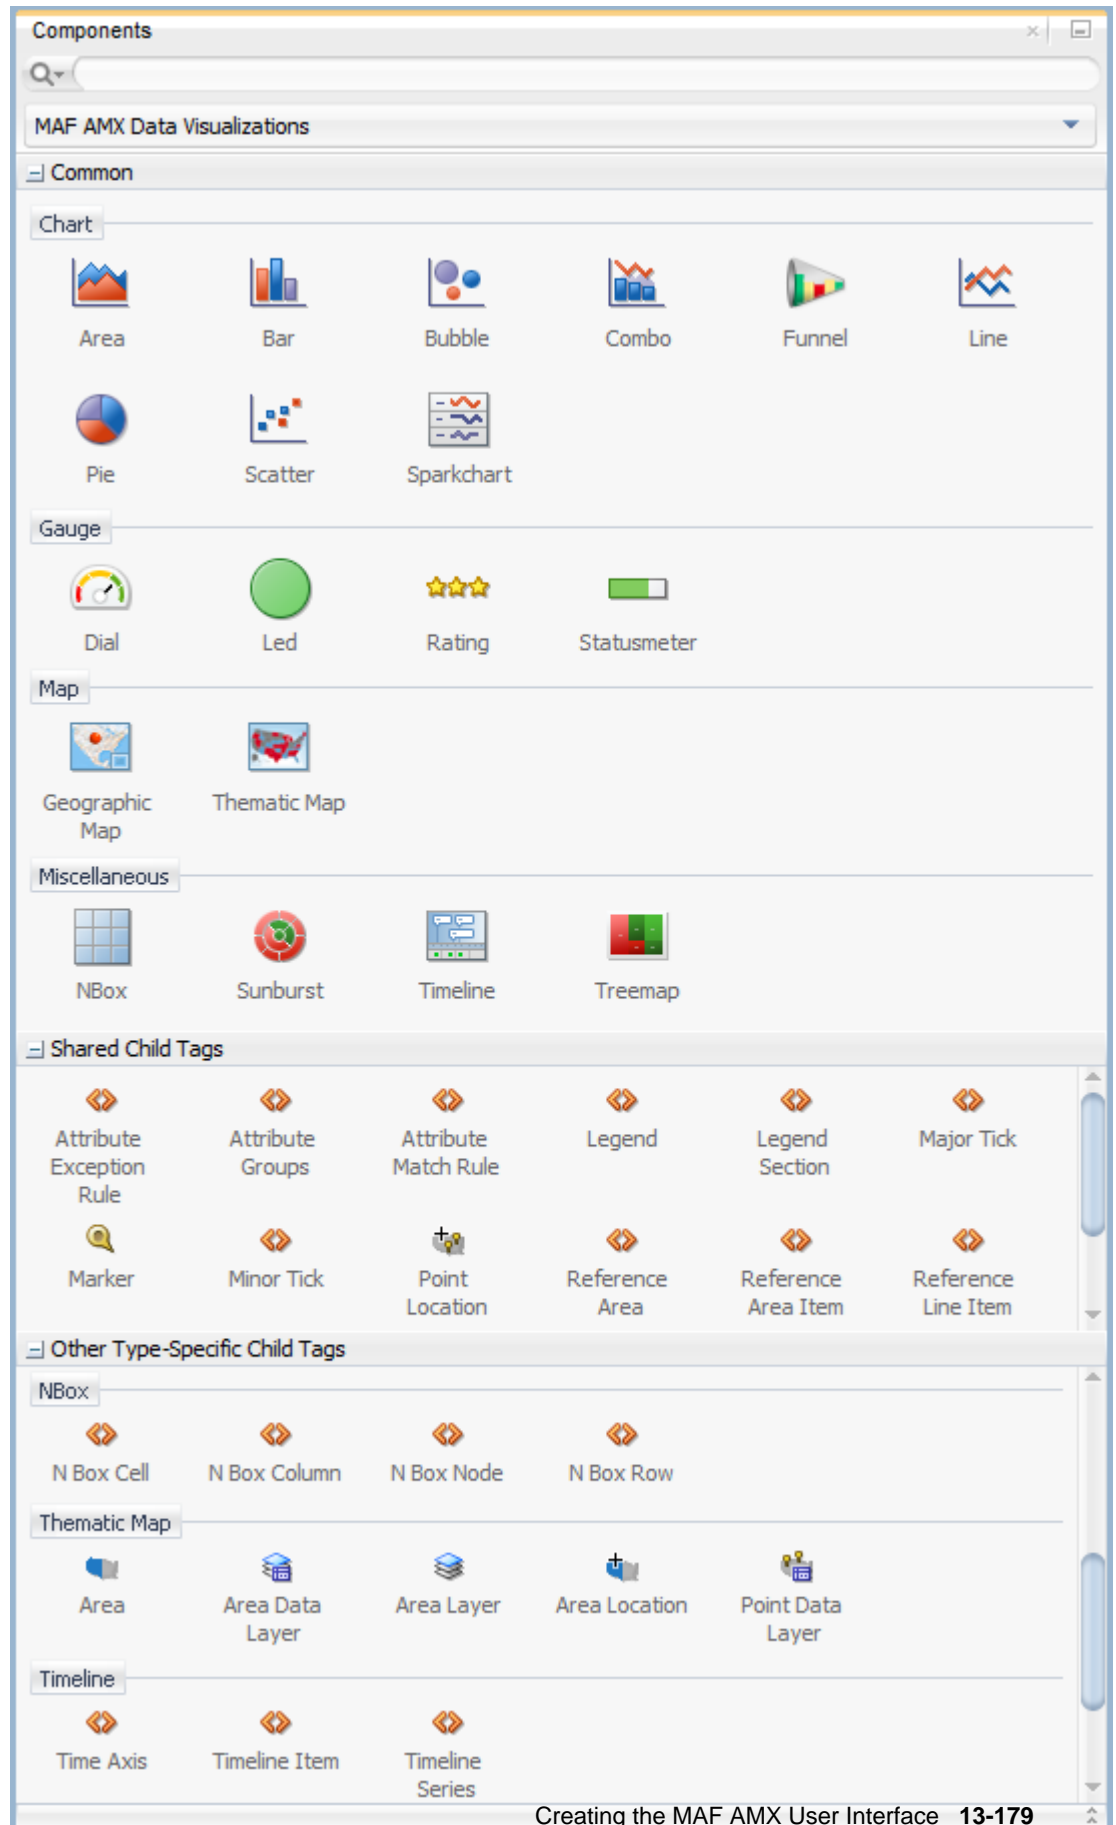 Components
MAF AMX Data Visualizations
Common
Chart
Area Bar Bubble Combo Funnel Line
Pie Scatter Sparkchart
Gauge
Dial Led Rating Statusmeter
Map
Geographic Map Thematic Map
Miscellaneous
NBox Sunburst Timeline Treemap
Shared Child Tags
Attribute Exception Rule Attribute Groups Attribute Match Rule Legend Legend Section Major Tick
Marker Minor Tick Point Location Reference Area Reference Area Item Reference Line Item
Other Type-Specific Child Tags
NBox
N Box Cell N Box Column N Box Node N Box Row
Thematic Map
Area Area Data Layer Area Layer Area Location Point Data Layer
Timeline
Time Axis Timeline Item Timeline Series
Creating the MAF AMX User Interface 13-179